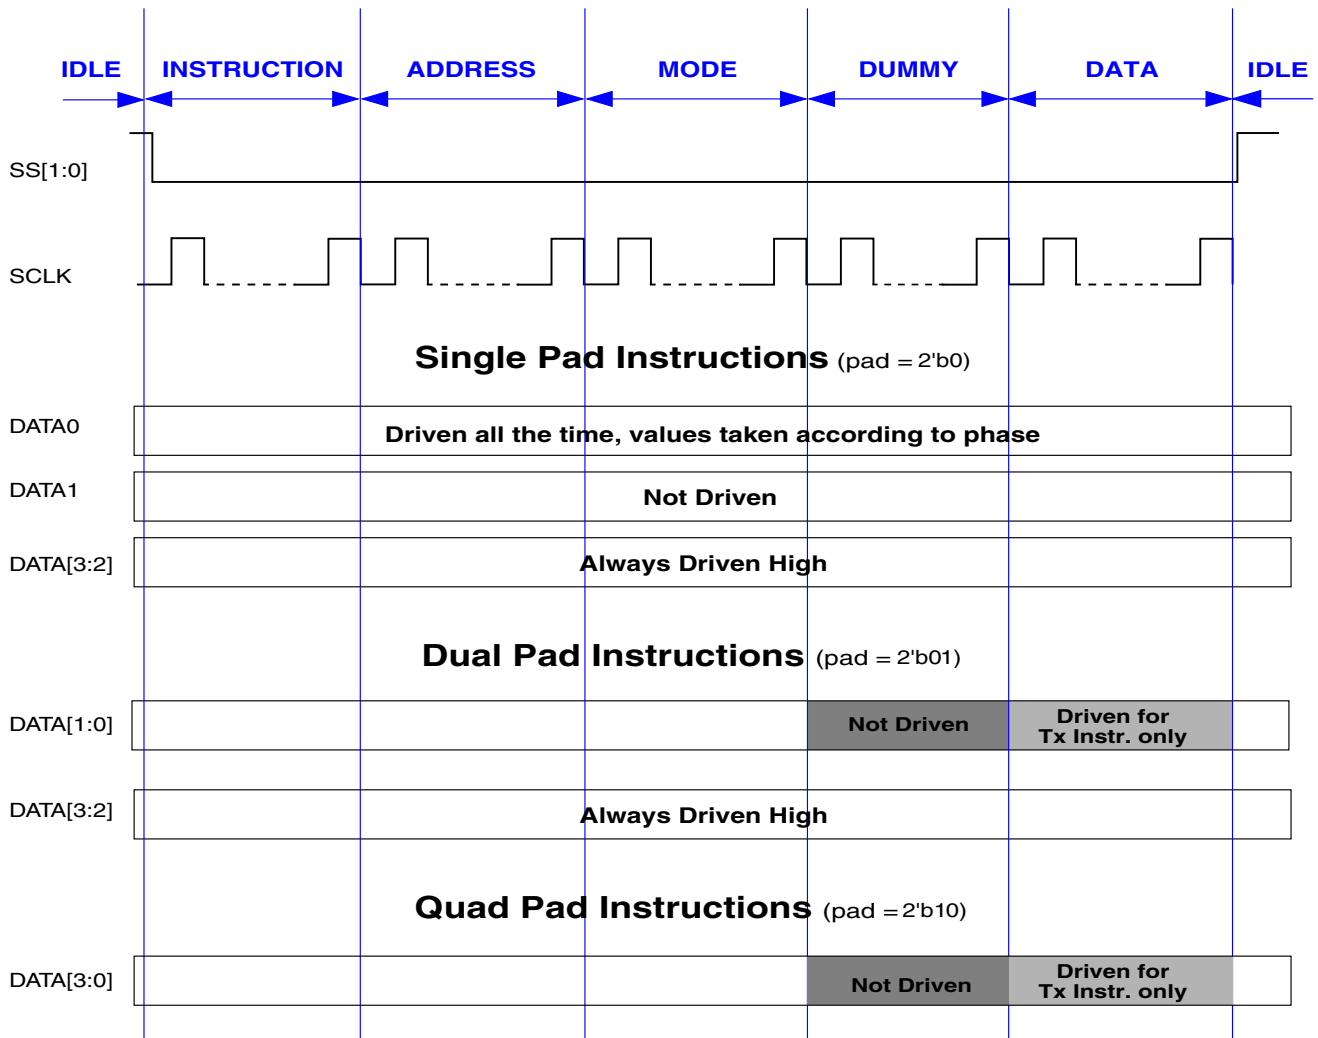 IDLE INSTRUCTION ADDRESS MODE DUMMY DATA IDLE
SS[1:0]
SCLK
Single Pad Instructions (pad = 2'b0)
DATA0 Driven all the time, values taken according to phase
DATA1 Not Driven
DATA[3:2] Always Driven High
Dual Pad Instructions (pad = 2'b01)
DATA[1:0] Not Driven Driven for
Tx Instr. only
DATA[3:2] Always Driven High
Quad Pad Instructions (pad = 2'b10)
DATA[3:0] Not Driven Driven for
Tx Instr. only